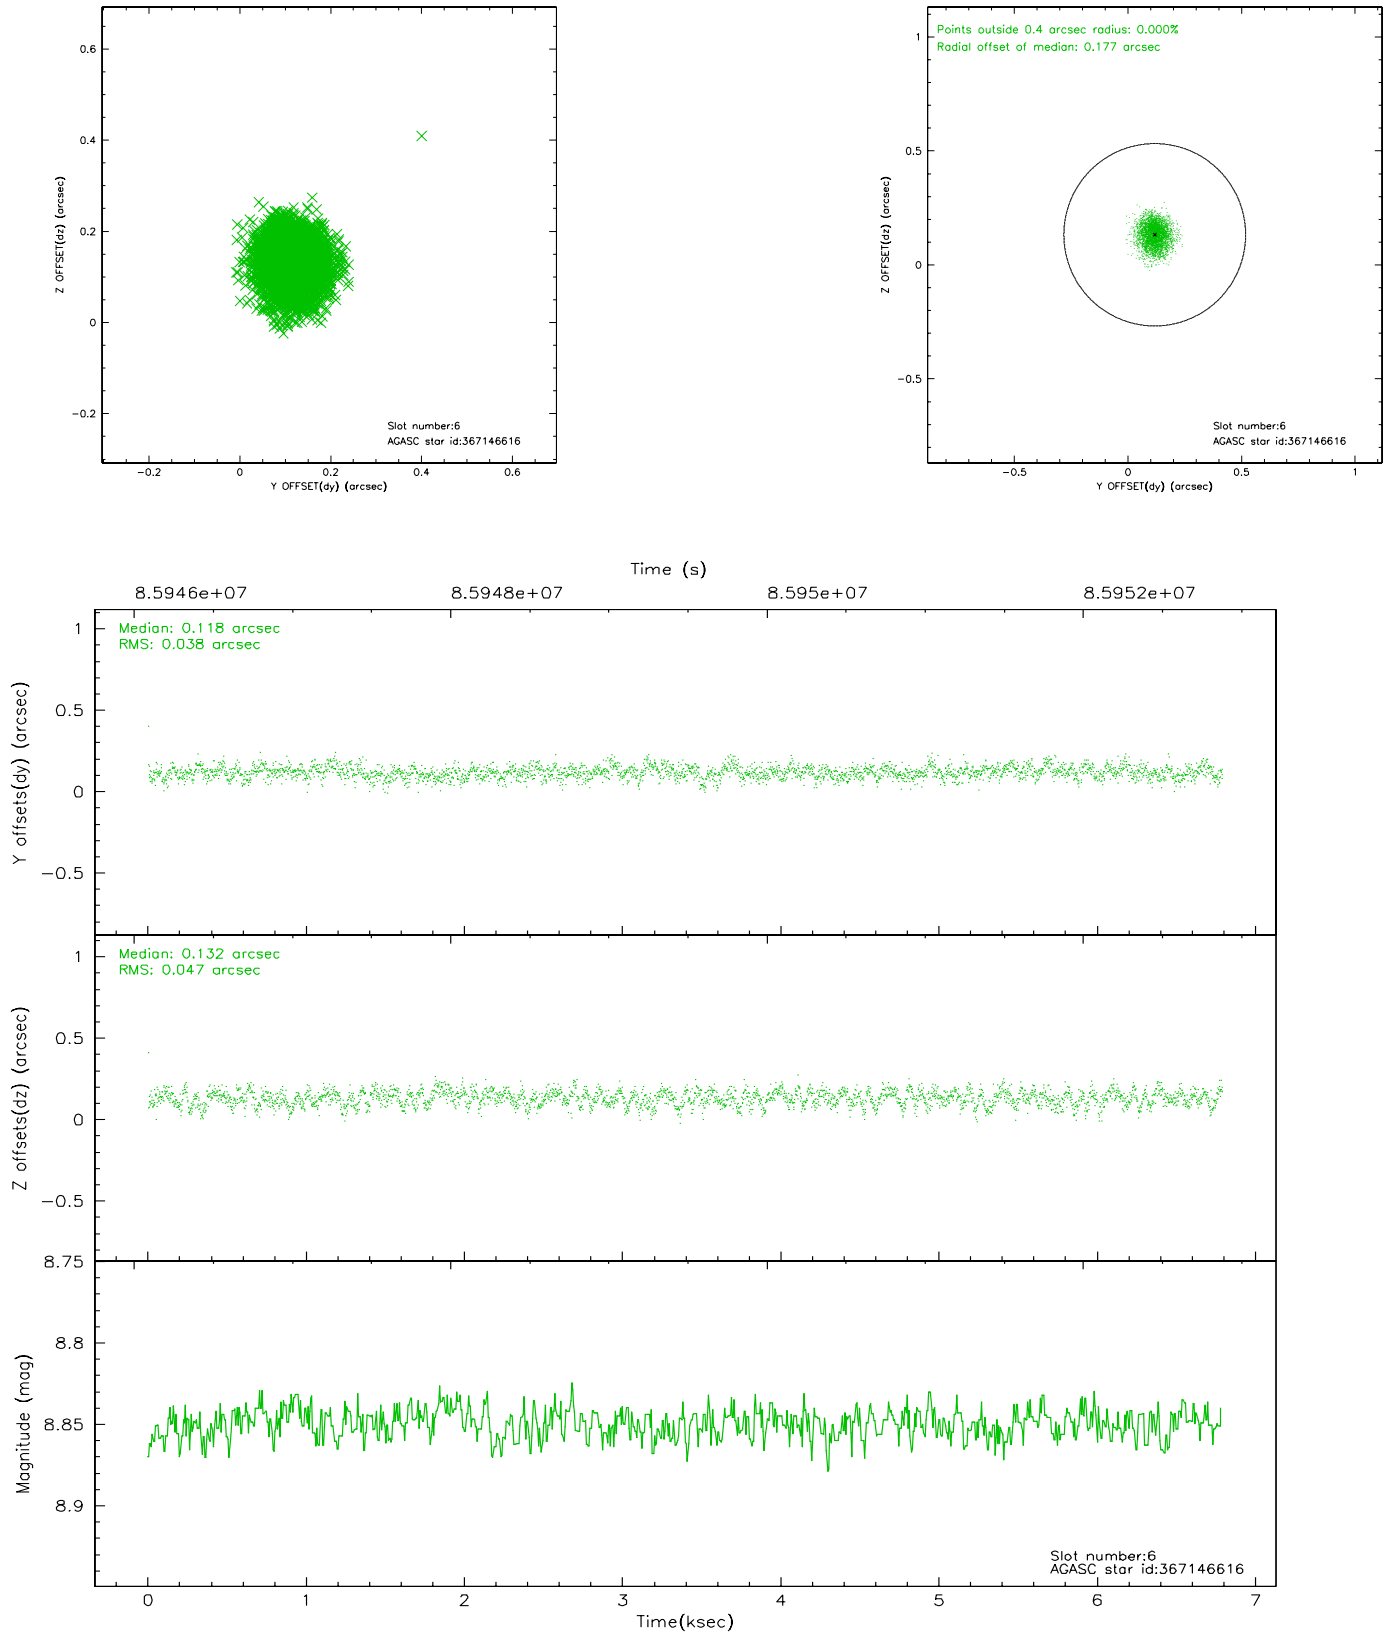 0.6
0.4
0.2
0
−0.2
Z OFFSET(dz) (arcsec)
−0.2
0
0.2
0.4
0.6
Y OFFSET(dy) (arcsec)
Slot number:6
AGASC star id:367146616
Points outside 0.4 arcsec radius: 0.000%
Radial offset of median: 0.177 arcsec
1
0.5
0
−0.5
Z OFFSET(dz) (arcsec)
−0.5
0
0.5
1
Y OFFSET(dy) (arcsec)
Slot number:6
AGASC star id:367146616
Time (s)
8.5946e+07
8.5948e+07
8.595e+07
8.5952e+07
Median: 0.118 arcsec
RMS: 0.038 arcsec
1
0.5
0
−0.5
Y offsets(dy) (arcsec)
Median: 0.132 arcsec
RMS: 0.047 arcsec
1
0.5
0
−0.5
Z offsets(dz) (arcsec)
8.75
8.8
8.85
8.9
Magnitude (mag)
Slot number:6
AGASC star id:367146616
0
1
2
3
4
5
6
7
Time(ksec)